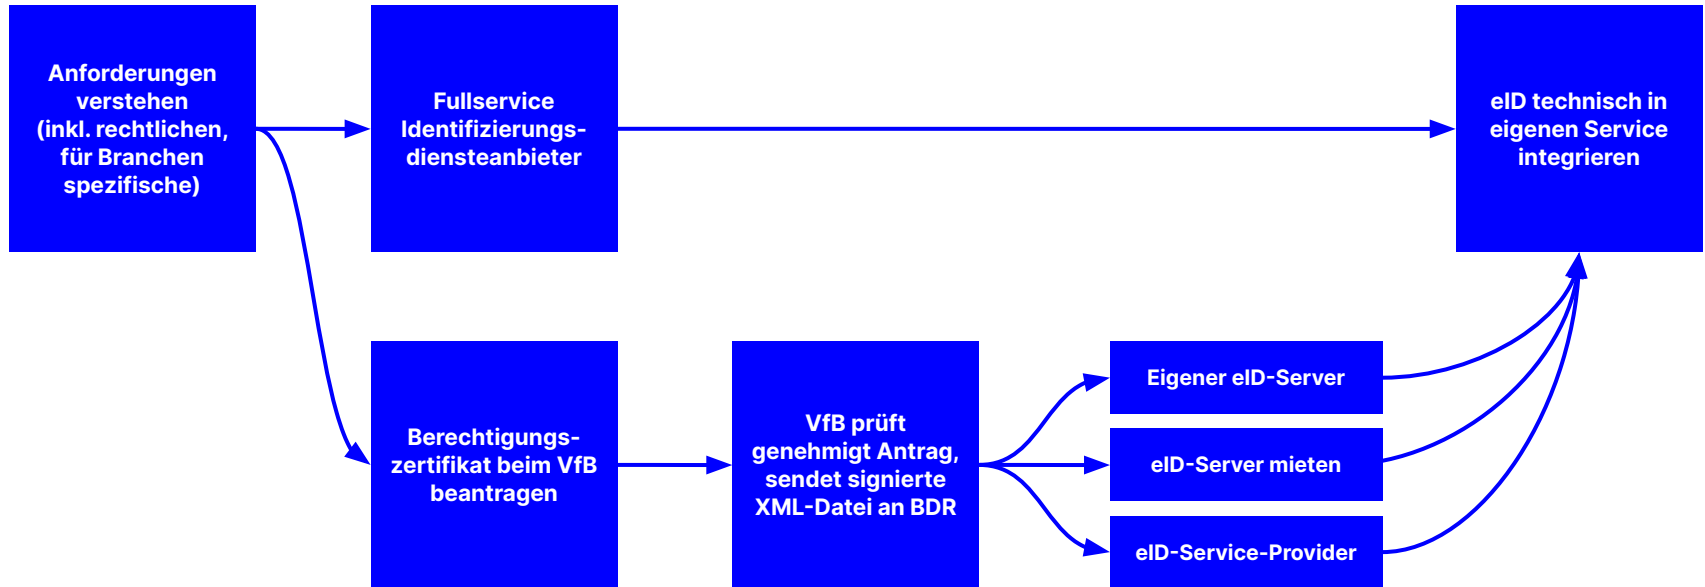 Anforderungen
verstehen
(inkl. rechtlichen,
für Branchen
spezifische)
Fullservice
Identifizierungs-
diensteanbieter
eID technisch in
eigenen Service
integrieren
Berechtigungs-
zertifikat beim VfB
beantragen
VfB prüft
genehmigt Antrag,
sendet signierte
XML-Datei an BDR
Eigener eID-Server
eID-Server mieten
eID-Service-Provider